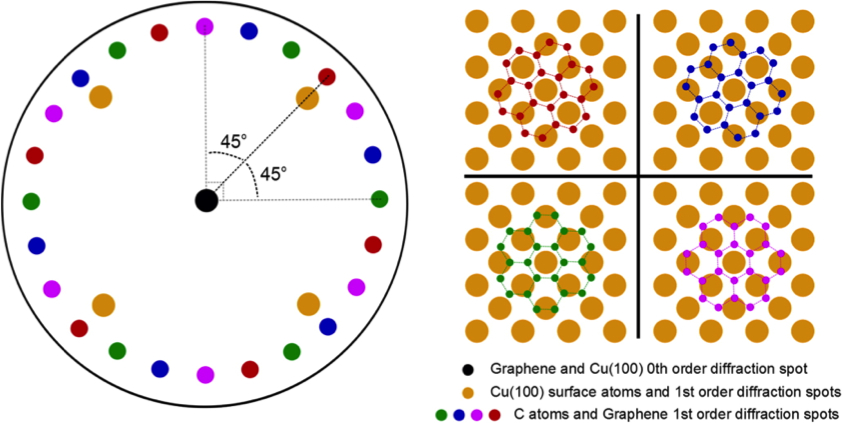 45°
45°
Graphene and Cu(100) 0th order diffraction spot
Cu(100) surface atoms and 1st order diffraction spots
C atoms and Graphene 1st order diffraction spots